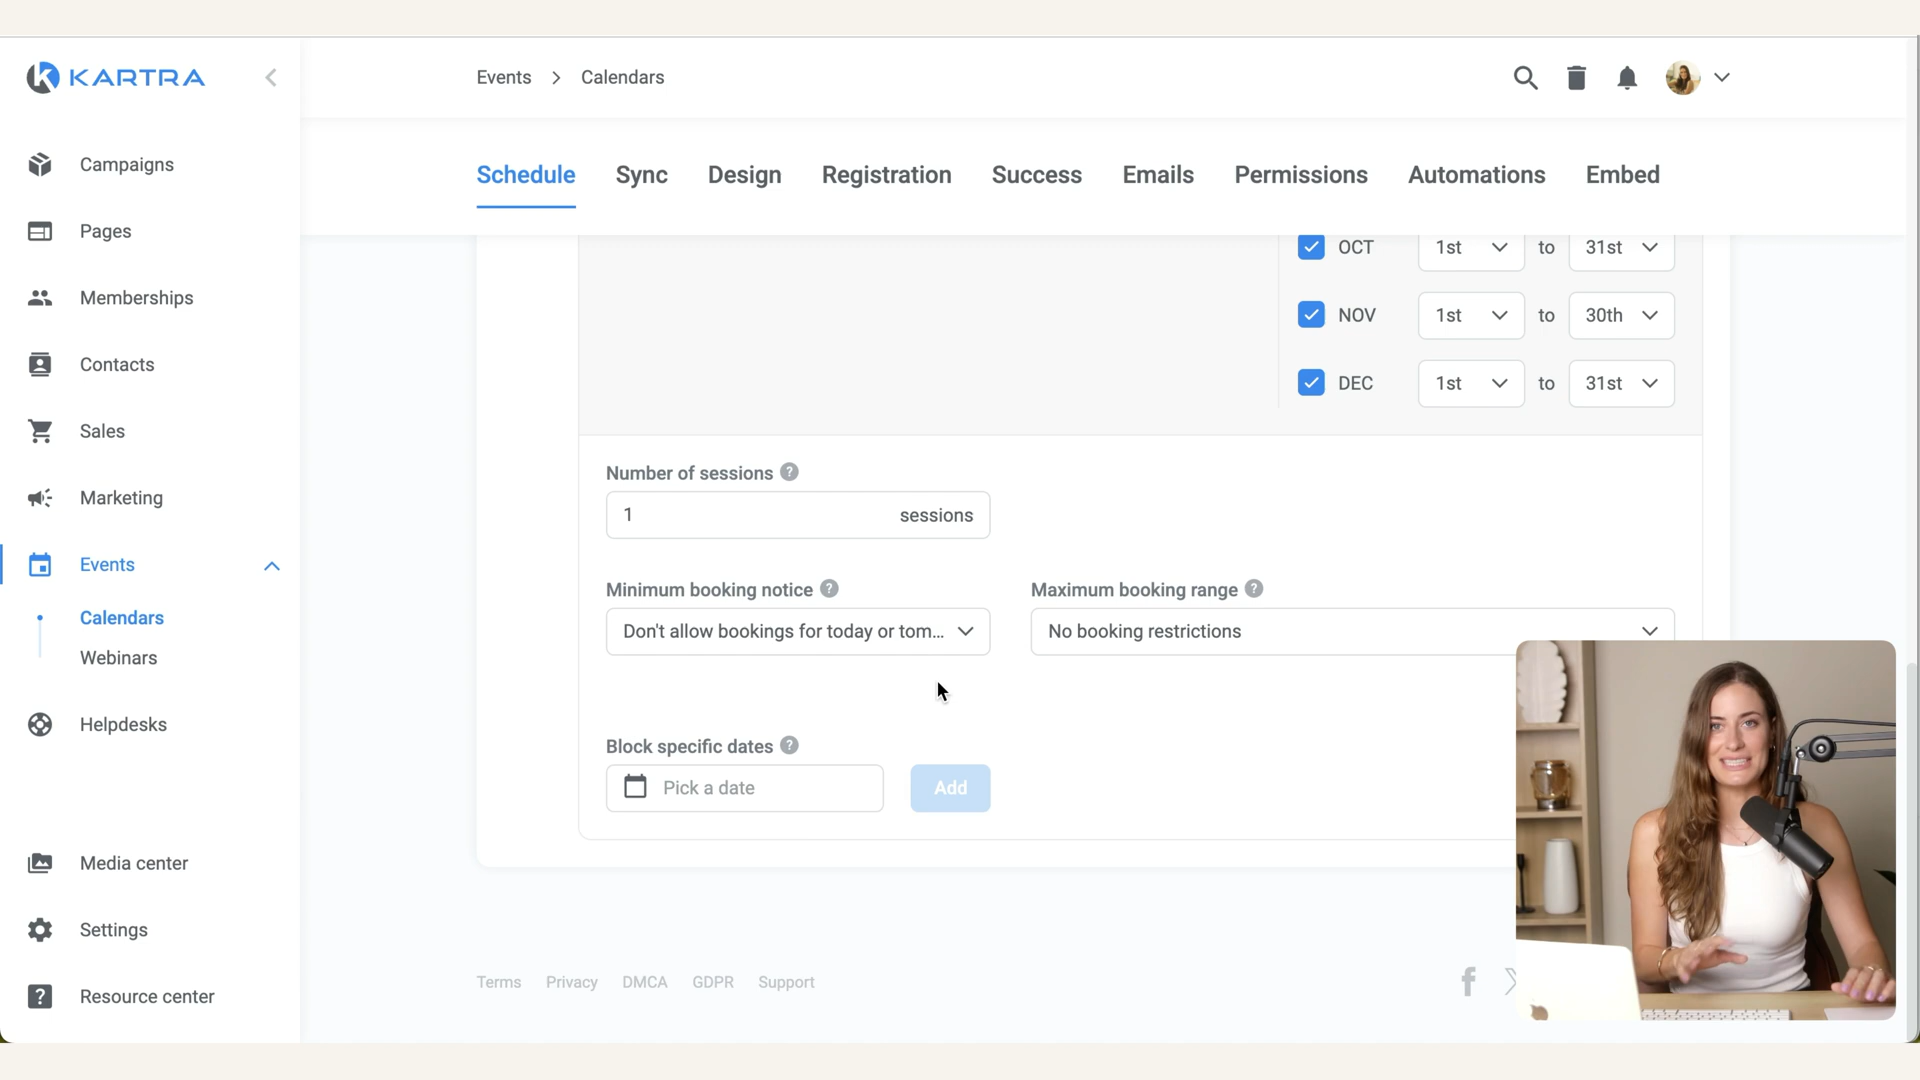 KARTRA
Events > Calendars
Campaigns
Pages
Memberships
Contacts
Sales
Marketing
Events
Calendars
Webinars
Helpdesks
Media center
Settings
Resource center
Schedule Sync Design Registration Success Emails Permissions Automations Embed
OCT 1st to 31st
NOV 1st to 30th
DEC 1st to 31st
Number of sessions ?
1 sessions
Minimum booking notice ? Maximum booking range ?
Don't allow bookings for today or tom... No booking restrictions
Block specific dates ?
Pick a date Add
Terms Privacy DMCA GDPR Support